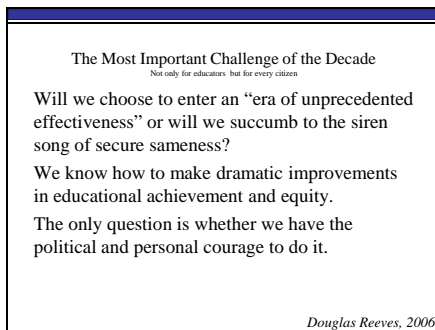 The Most Important Challenge of the Decade
Not only for educators but for every citizen
Will we choose to enter an “era of unprecedented
effectiveness” or will we succumb to the siren
song of secure sameness?
We know how to make dramatic improvements
in educational achievement and equity.
The only question is whether we have the
political and personal courage to do it.
Douglas Reeves, 2006